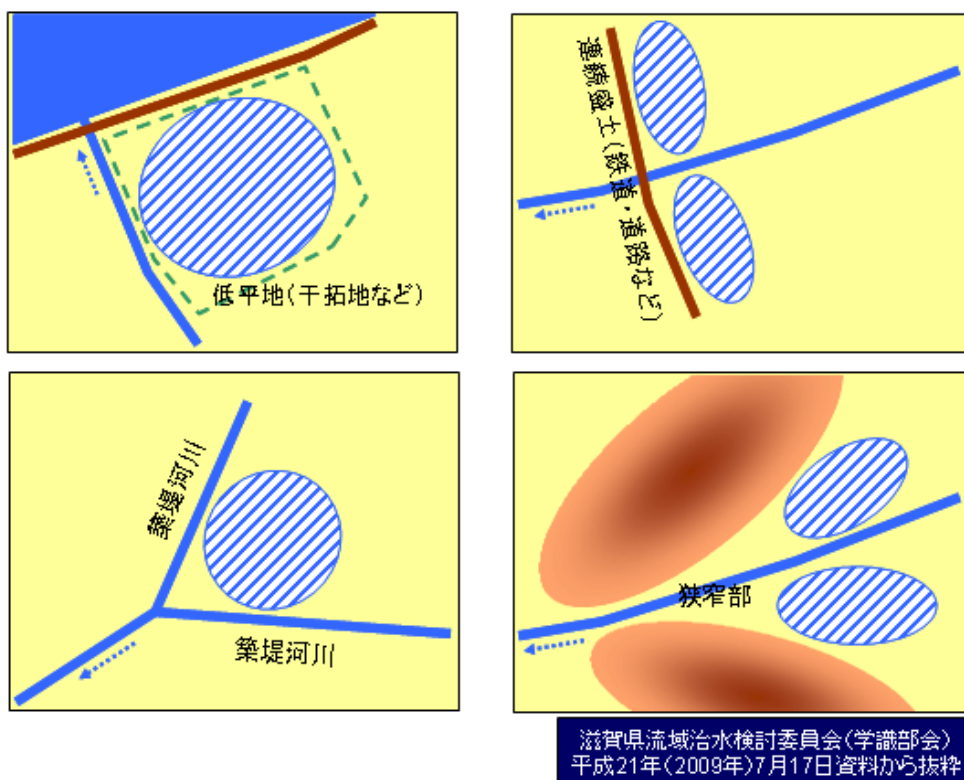 低平地(干拓地など)
連続盛土(鉄道・道路など)
築堤河川
築堤河川
狭窄部
滋賀県流域治水検討委員会(学識部会)
平成21年(2009年)7月17日資料から抜粋